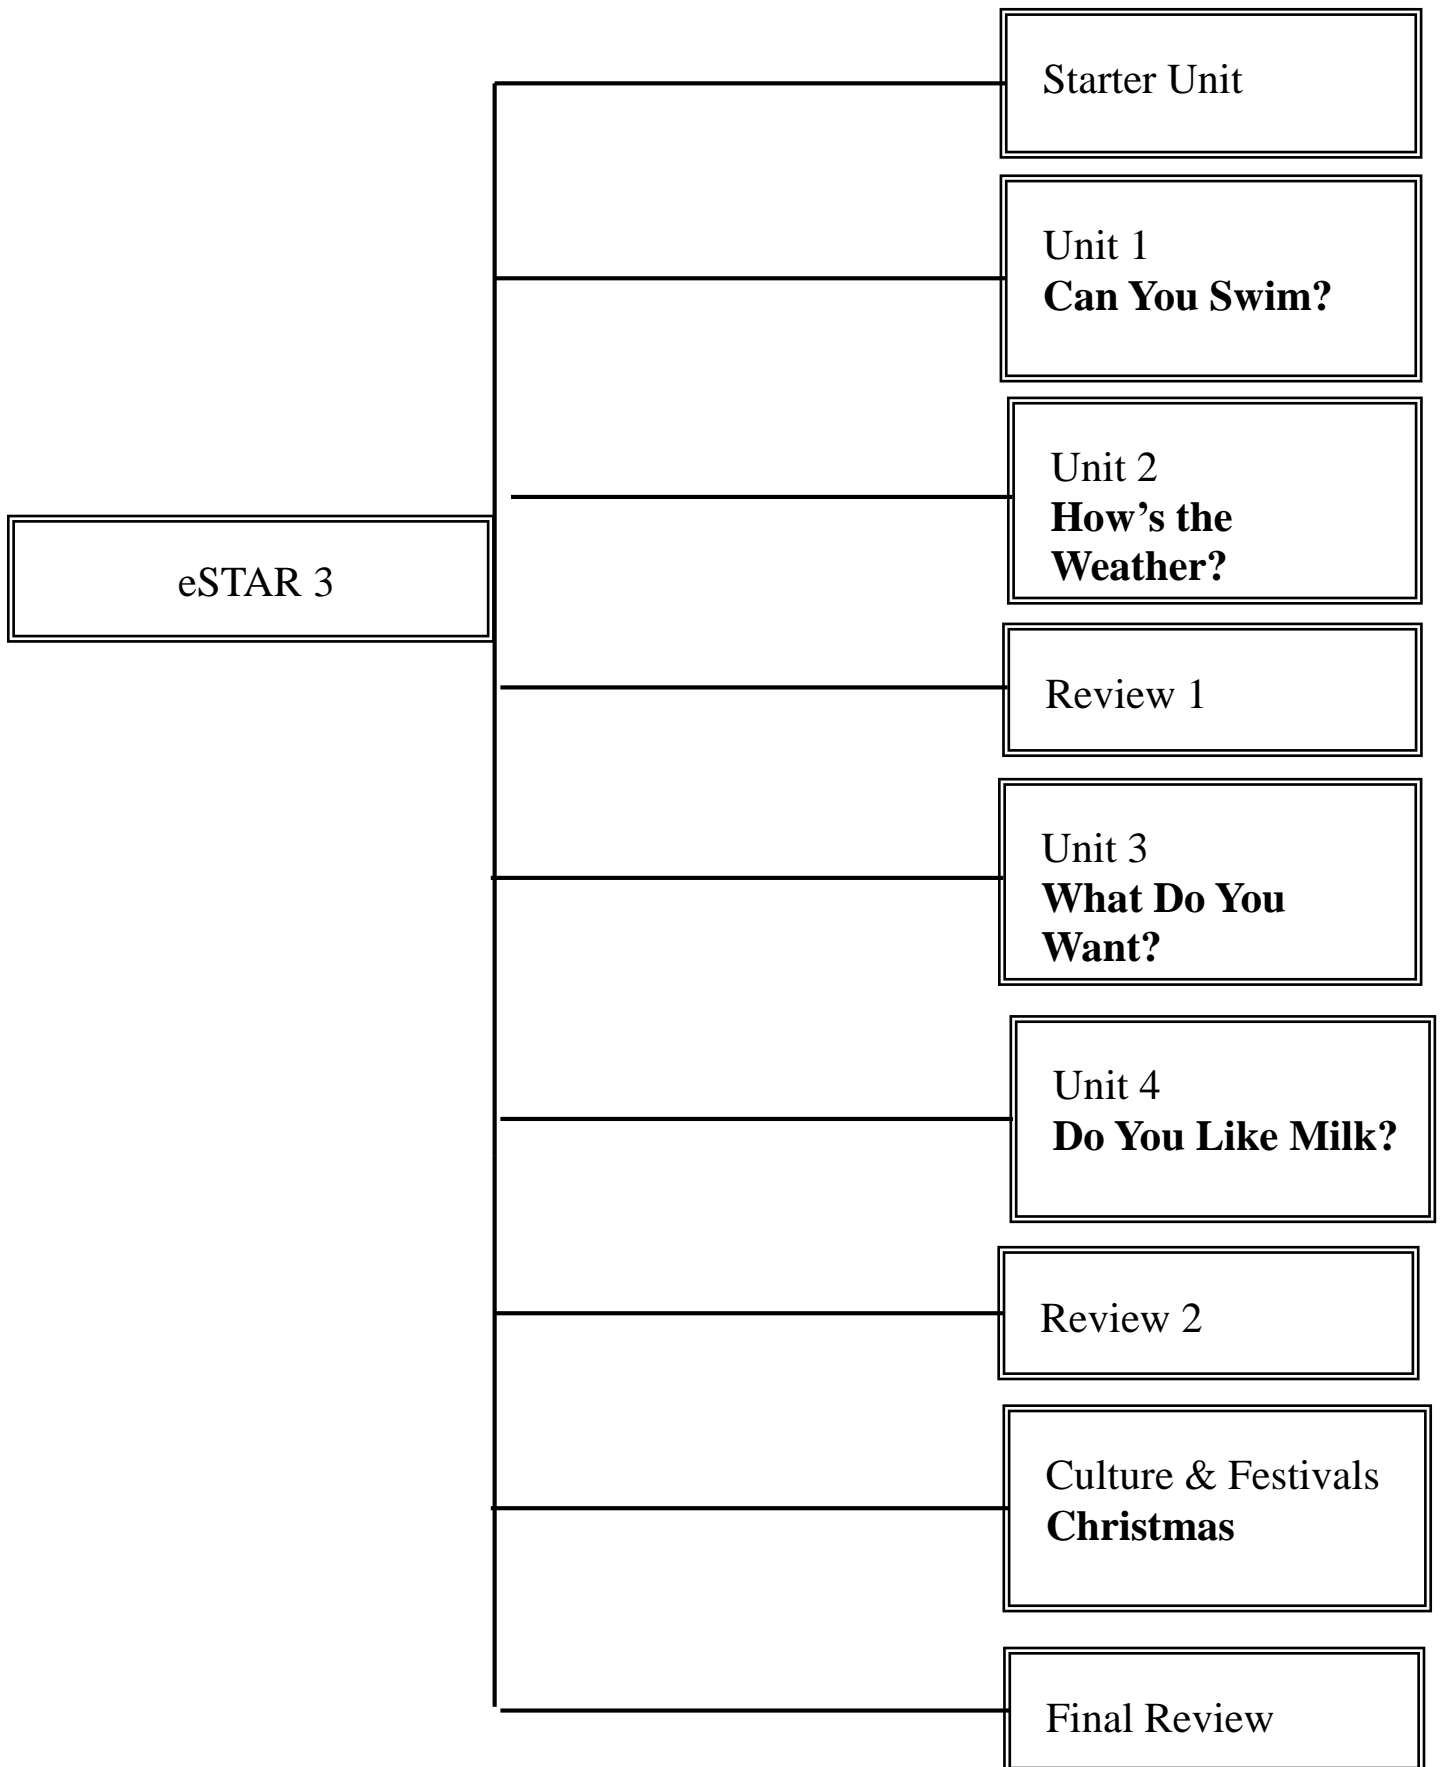 Starter Unit
Unit 1
Can You Swim?
Unit 2
How’s the
Weather?
eSTAR 3
Review 1
Unit 3
What Do You
Want?
Unit 4
Do You Like Milk?
Review 2
Culture & Festivals
Christmas
Final Review